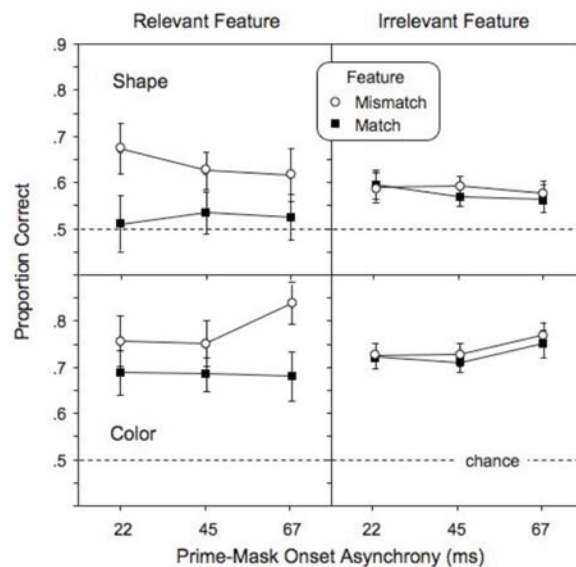 Relevant Feature Irrelevant Feature
.9
Shape
Feature
Mismatch
Match
.8
.7
.6
.5
Proportion Correct
.8
.7
.6
Color
.5
chance
22 45 67 22 45 67
Prime-Mask Onset Asynchrony (ms)